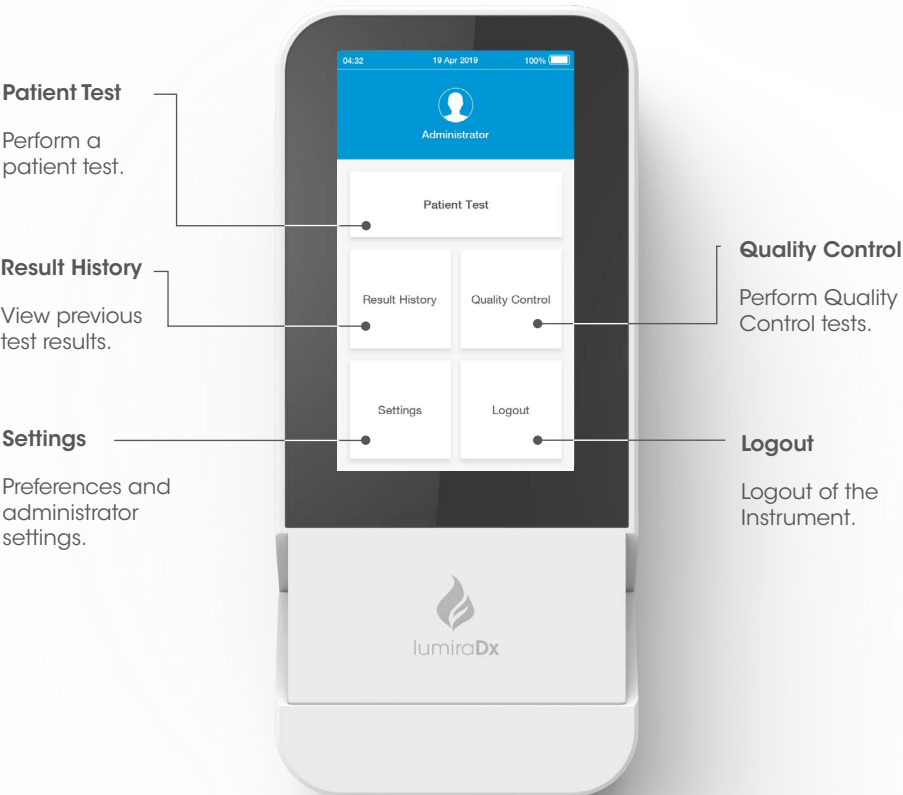 04:32 19 Apr 2019 100%
Administrator
Patient Test
Result History Quality Control
Settings Logout
lumiraDx
Patient Test
Perform a
patient test.
Result History
View previous
test results.
Settings
Preferences and
administrator
settings.
Quality Control
Perform Quality
Control tests.
Logout
Logout of the
Instrument.